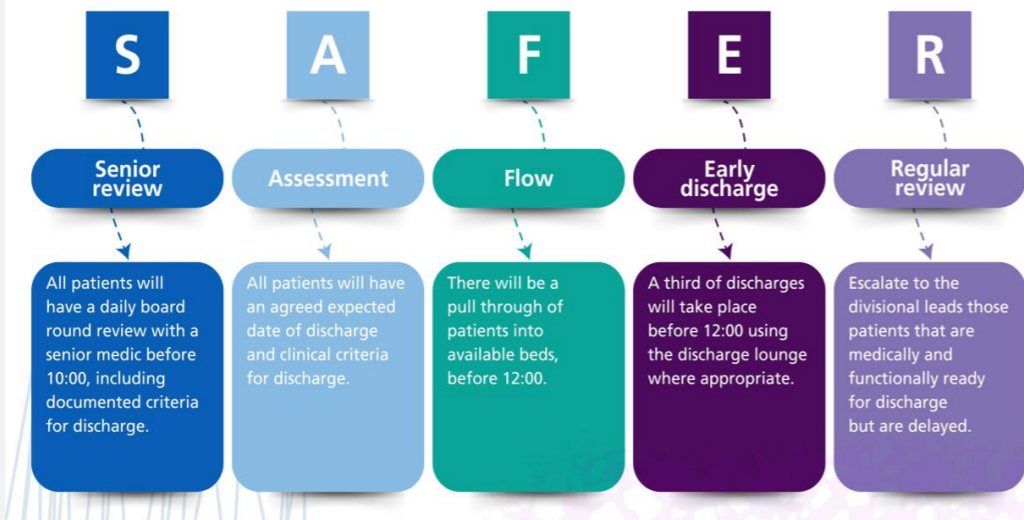 S
A
F
E
R
Senior
review
Assessment
Flow
Early
discharge
Regular
review
All patients will
have a daily board
round review with a
senior medic before
10:00, including
documented criteria
for discharge.
All patients will have
an agreed expected
date of discharge
and clinical criteria
for discharge.
There will be a
pull through of
patients into
available beds,
before 12:00.
A third of discharges
will take place
before 12:00 using
the discharge lounge
where appropriate.
Escalate to the
divisional leads those
patients that are
medically and
functionally ready
for discharge
but are delayed.